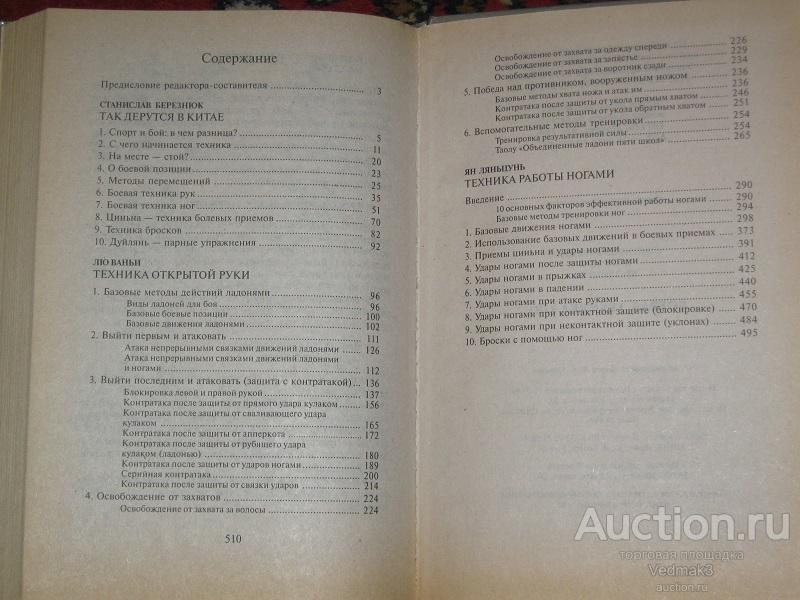 Содержание
Предисловие редактора-составителя 3
СТАНИСЛАВ БЕРЕЗНЮК
ТАК ДЕРУТСЯ В КИТАЕ
1. Спорт и бой: в чем разница? 5
2. С чего начинается техника 11
3. На месте — стой? 20
4. О боевой позиции 23
5. Методы перемещений 25
6. Боевая техника рук 35
7. Боевая техника ног 51
8. Циньна — техника болевых приемов 70
9. Техника бросков 82
10. Дуйлянь — парные упражнения 92
ЛЮ ВАНЬИ
ТЕХНИКА ОТКРЫТОЙ РУКИ
1. Базовые методы действий ладонями 96
Виды ладоней для боя 96
Базовые боевые позиции 100
Базовые движения ладонями 102
2. Выйти первым и атаковать 111
Атака непрерывными связками движений ладонями 126
Атака непрерывными связками движений ладонями
и ногами 112
3. Выйти последним и атаковать (защита с контратакой) 136
Блокировка левой и правой рукой 137
Контратака после защиты от прямого удара кулаком 156
Контратака после защиты от сваливающего удара
кулаком 165
Контратака после защиты от апперкота 172
Контратака после защиты от рубящего удара
кулаком (ладонью) 180
Контратака после защиты от ударов ногами 189
Серийная контратака 200
Контратака после защиты от связки ударов 214
4. Освобождение от захватов 224
Освобождение от захвата за волосы 224
510
Освобождение от захвата за одежду спереди 226
Освобождение от захвата за запястье 229
Освобождение от захвата за воротник сзади 234
5. Победа над противником, вооруженным ножом 236
Базовые методы хвата ножа и атак им 236
Контратака после защиты от укола прямым хватом 246
Контратака после защиты от укола обратным хватом 251
6. Вспомогательные методы тренировки 254
Тренировка результативной силы 254
Таолу «Объединенные ладони пяти школ» 265
ЯН ЛЯНЬЦУНЬ
ТЕХНИКА РАБОТЫ НОГАМИ
Введение 290
10 основных факторов эффективной работы ногами 290
Базовые методы тренировки ног 294
1. Базовые движения ногами 298
2. Использование базовых движений в боевых приемах 373
3. Приемы циньна и удары ногами 391
4. Удары ногами после защиты ногами 412
5. Удары ногами в прыжках 425
6. Удары ногами в падении 440
7. Удары ногами при атаке руками 455
8. Удары ногами при контактной защите (блокировке) 470
9. Удары ногами при неконтактной защите (уклонах) 484
10. Броски с помощью ног 495
Auction.ru
торговая площадка
Vedmak3
auction.ru